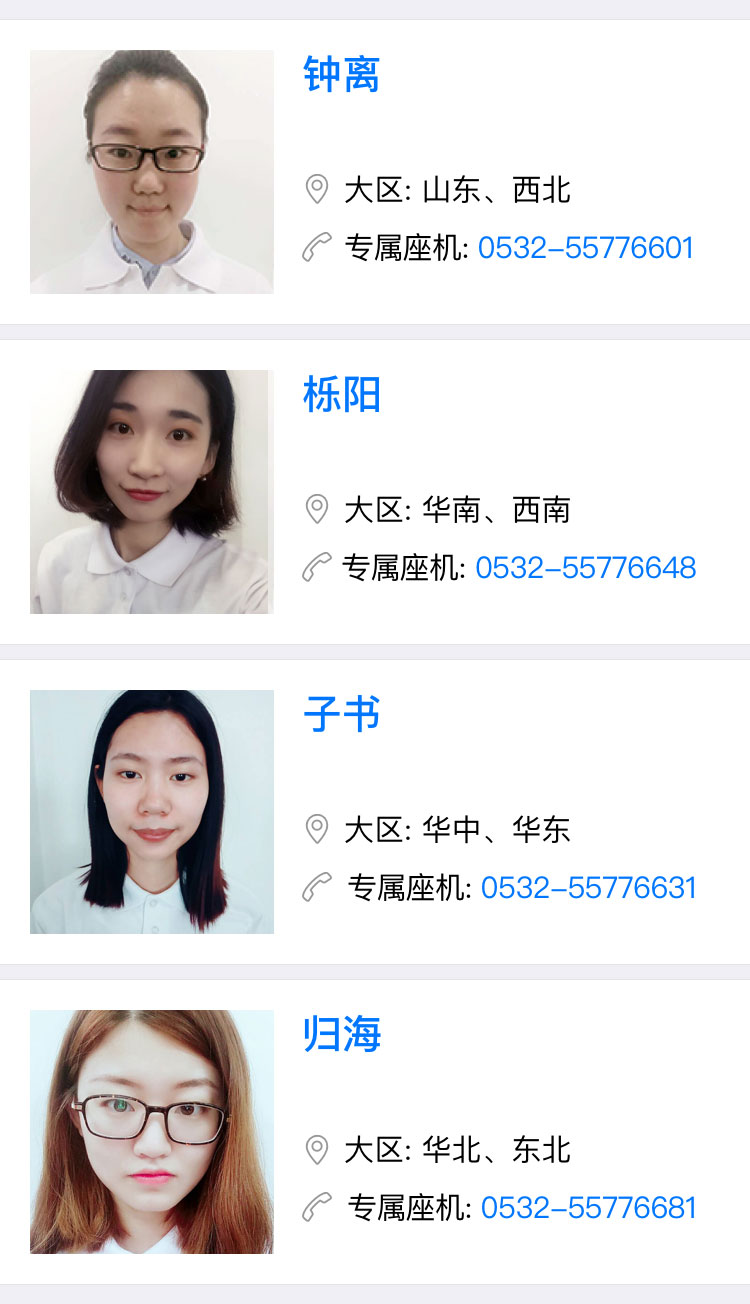 钟离
大区: 山东、西北
专属座机: 0532-55776601
栎阳
大区: 华南、西南
专属座机: 0532-55776648
子书
大区: 华中、华东
专属座机: 0532-55776631
归海
大区: 华北、东北
专属座机: 0532-55776681